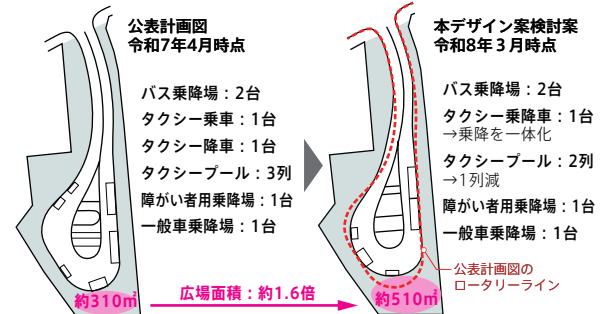 公表計画図
令和7年4月時点
バス乗降場：2台
タクシー乗車：1台
タクシー降車：1台
タクシープール：3列
障がい者用乗降場：1台
一般車乗降場：1台
約310㎡
広場面積：約1.6倍
本デザイン案検討案
令和8年３月時点
バス乗降場：2台
タクシー乗降車：1台
→乗降を一体化
タクシープール：2列
→1列減
障がい者用乗降場：1台
一般車乗降場：1台
公表計画図の
ロータリーライン
約510㎡